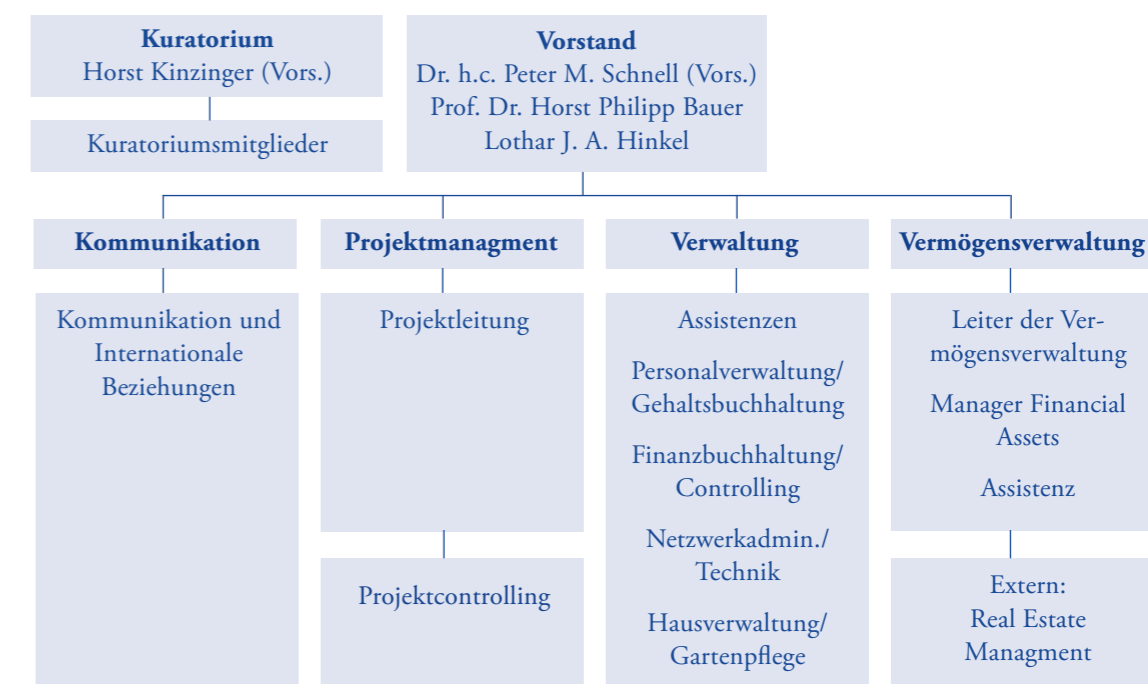 Kuratorium
Horst Kinzinger (Vors.)
Kuratoriumsmitglieder
Vorstand
Dr. h.c. Peter M. Schnell (Vors.)
Prof. Dr. Horst Philipp Bauer
Lothar J. A. Hinkel
Kommunikation
Kommunikation und
Internationale
Beziehungen
Projektmanagment
Projektleitung
Projektcontrolling
Verwaltung
Assistenzen
Personalverwaltung/
Gehaltsbuchhaltung
Finanzbuchhaltung/
Controlling
Netzwerkadmin./
Technik
Hausverwaltung/
Gartenpflege
Vermögensverwaltung
Leiter der Ver-
mögensverwaltung
Manager Financial
Assets
Assistenz
Extern:
Real Estate
Managment